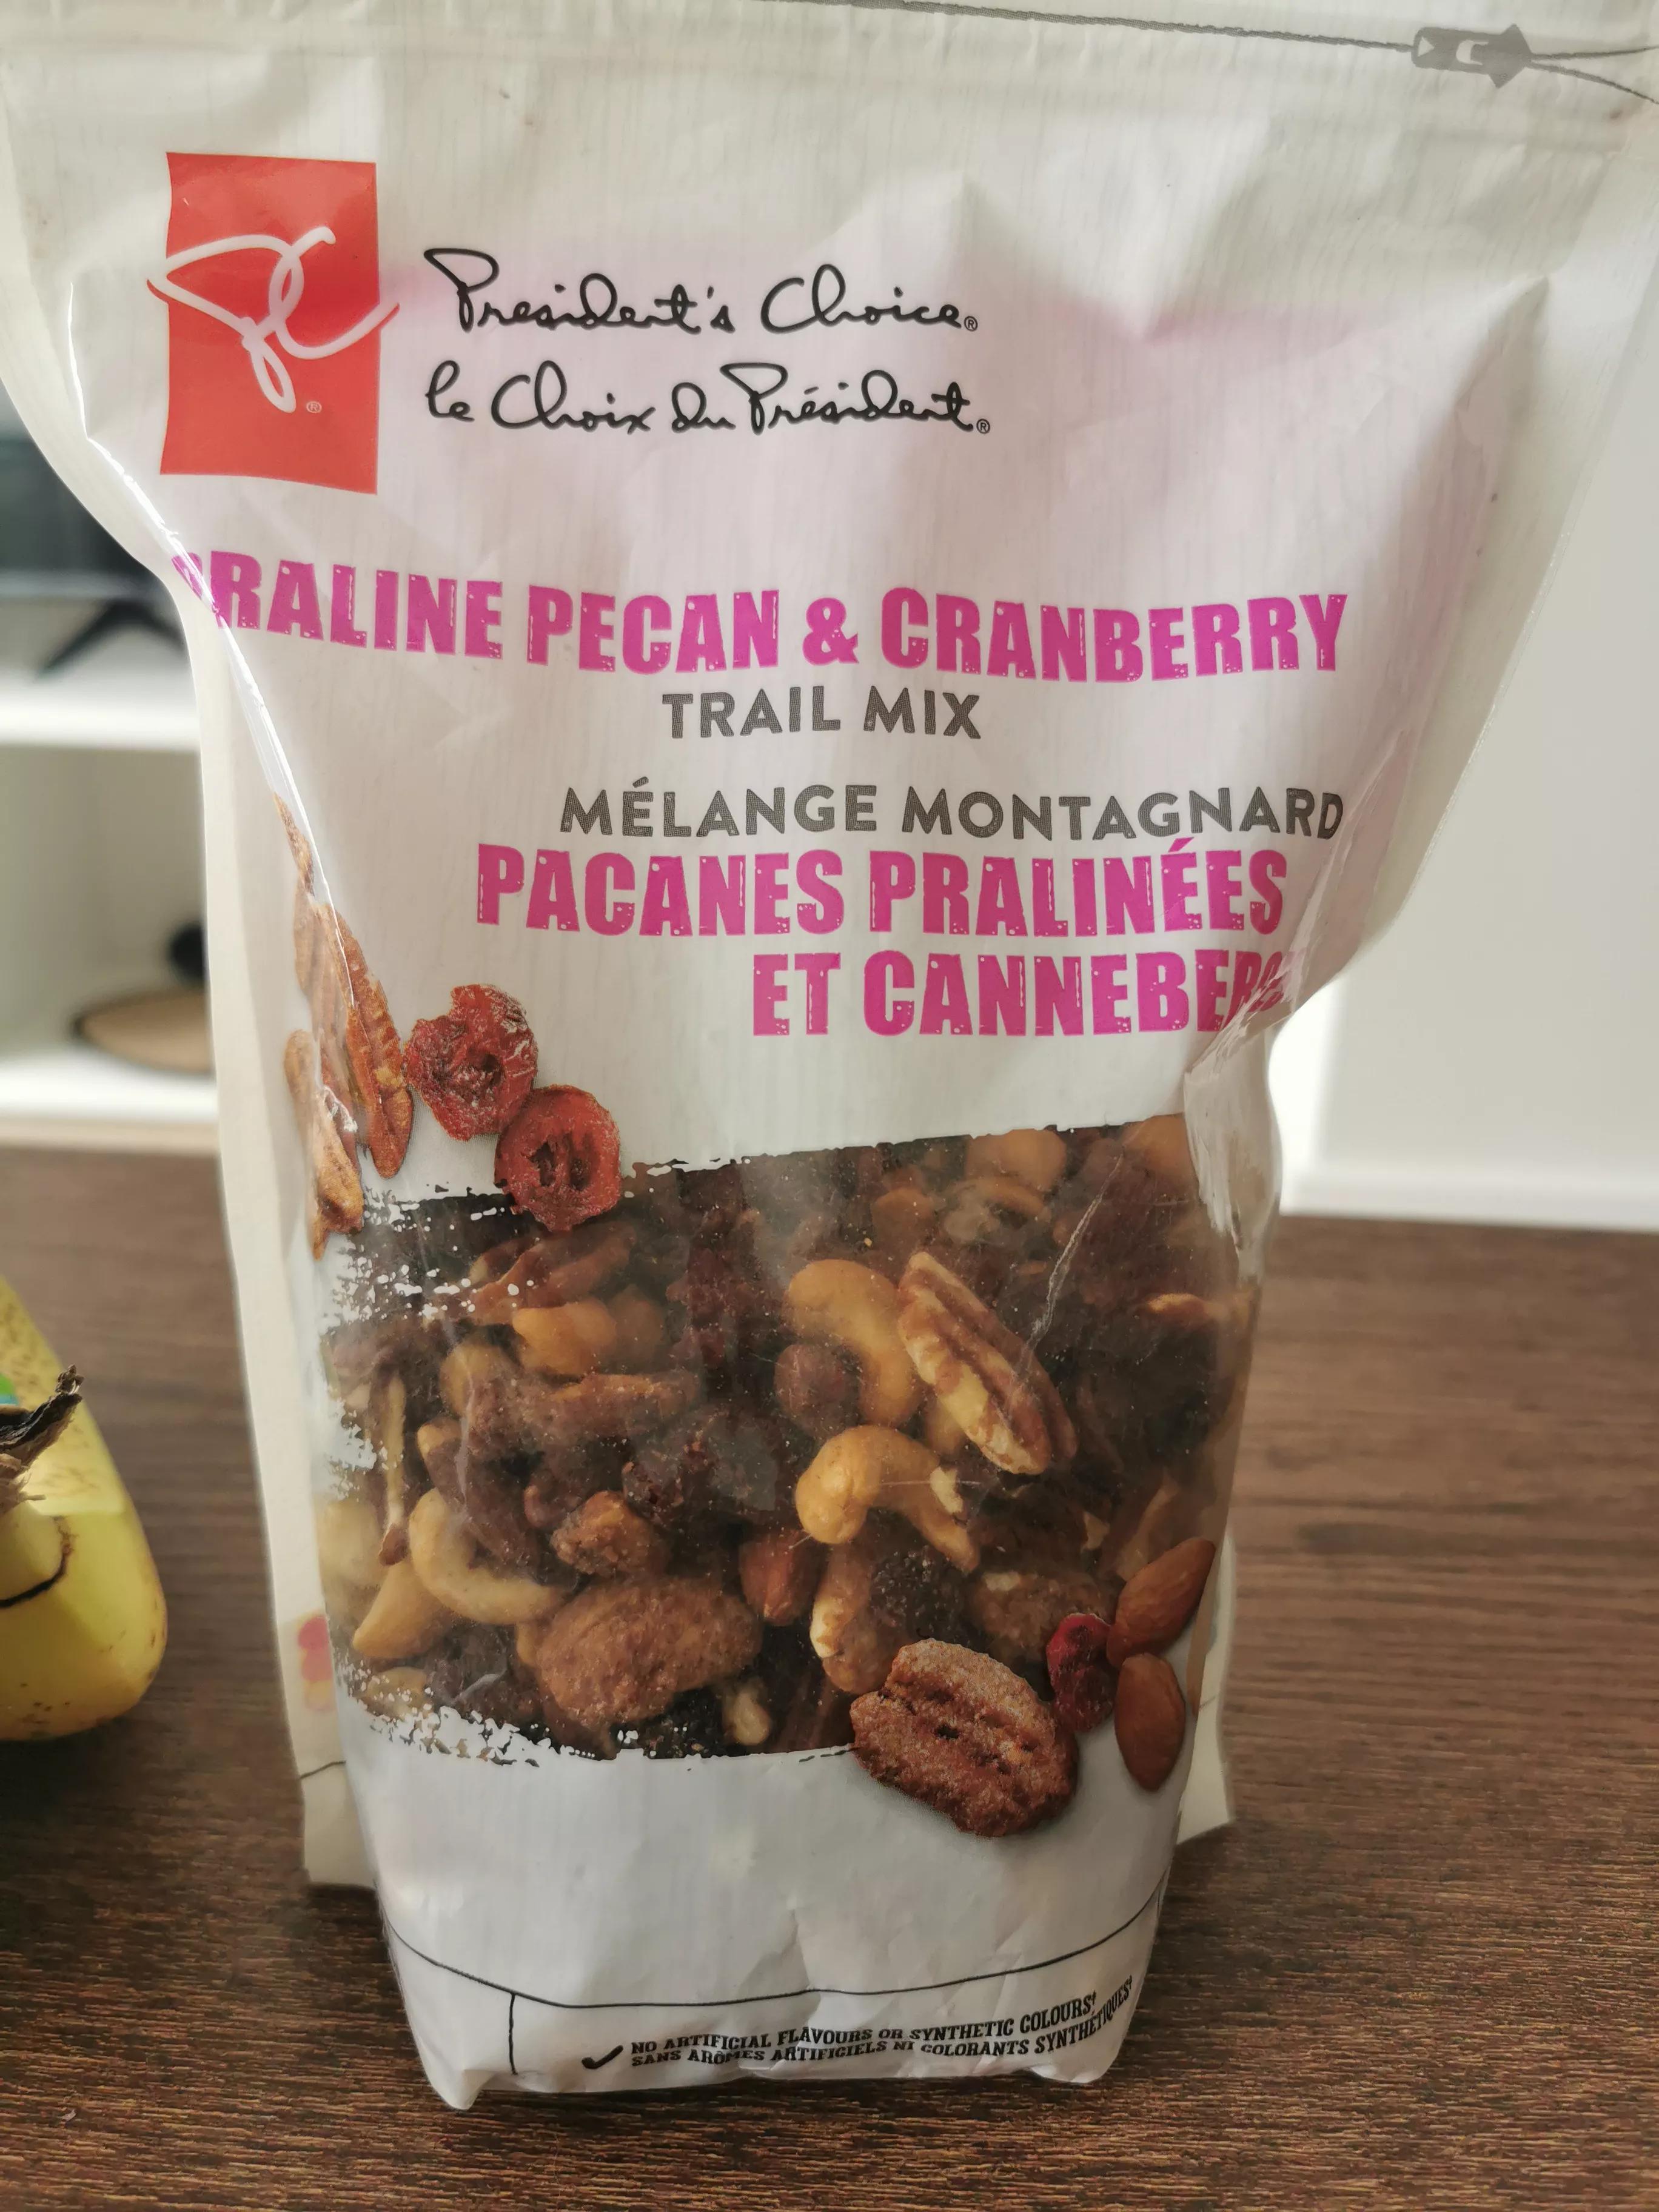 President's Choice®
le Choix du Président®
PRALINE PECAN & CRANBERRY
TRAIL MIX
MÉLANGE MONTAGNARD
PACANES PRALINÉES
ET
✓ NO ARTIFICIAL FLAVOURS OR SYNTHETIC COLOURS†
SANS ARÔMES ARTIFICIELS NI COLORANTS SYNTHÉTIQUES†